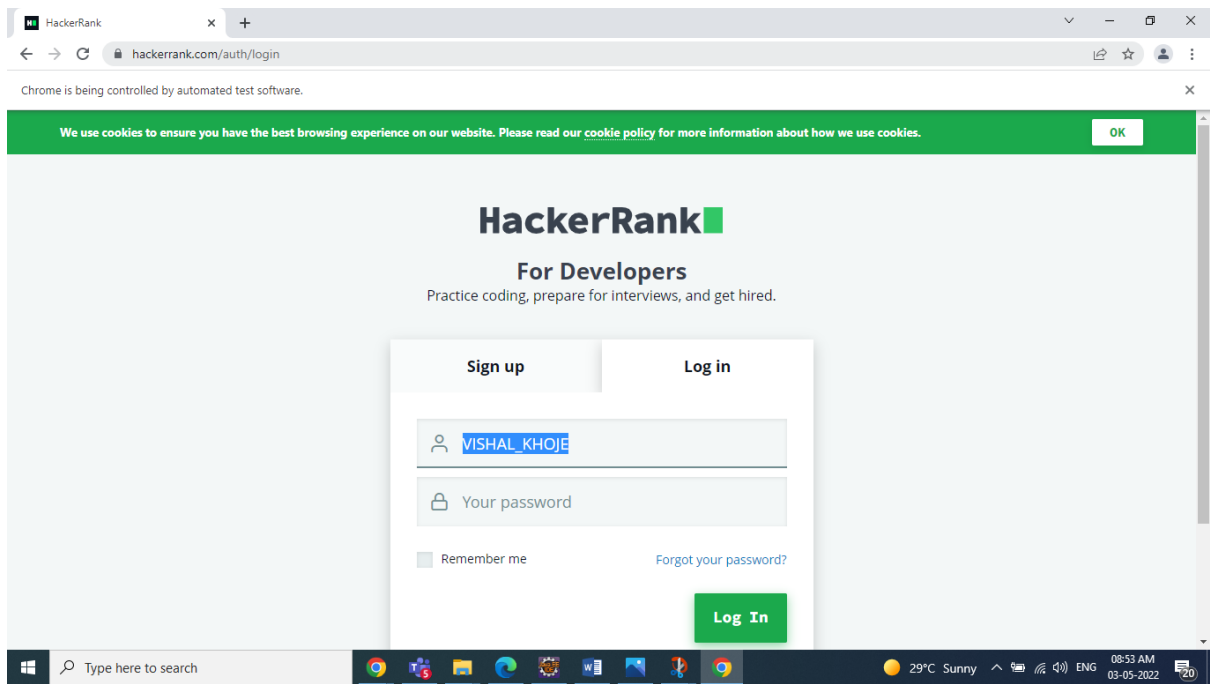 HackerRank
hackerrank.com/auth/login
Chrome is being controlled by automated test software.
We use cookies to ensure you have the best browsing experience on our website. Please read our cookie policy for more information about how we use cookies.
OK
HackerRank
For Developers
Practice coding, prepare for interviews, and get hired.
Sign up
Log in
VISHAL_KHOJE
Your password
Remember me
Forgot your password?
Log In
Type here to search
29°C Sunny
ENG
08:53 AM
03-05-2022
20